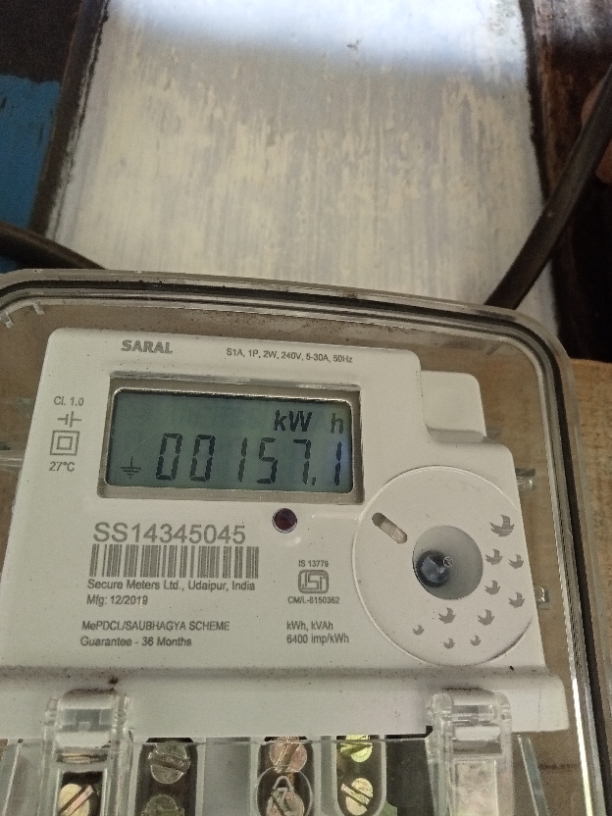 SARAL
S1A, 1P, 2W, 240V, 5-30A, 50Hz
CL 1.0
27°C
kW h
00157.1
SS14345045
Secure Meters Ltd., Udaipur, India
Mfg: 12/2019
IS 13779
ISI
CM/L-8150362
MePDCL/SAUBHAGYA SCHEME
Guarantee - 36 Months
kWh, kVAh
6400 imp/kWh